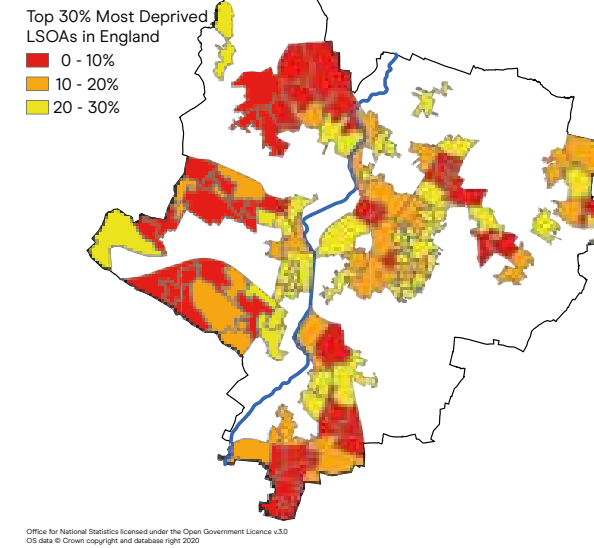 Top 30% Most Deprived
LSOAs in England
0 - 10%
10 - 20%
20 - 30%
Office for National Statistics licensed under the Open Government Licence v.3.0
OS data © Crown copyright and database right 2020